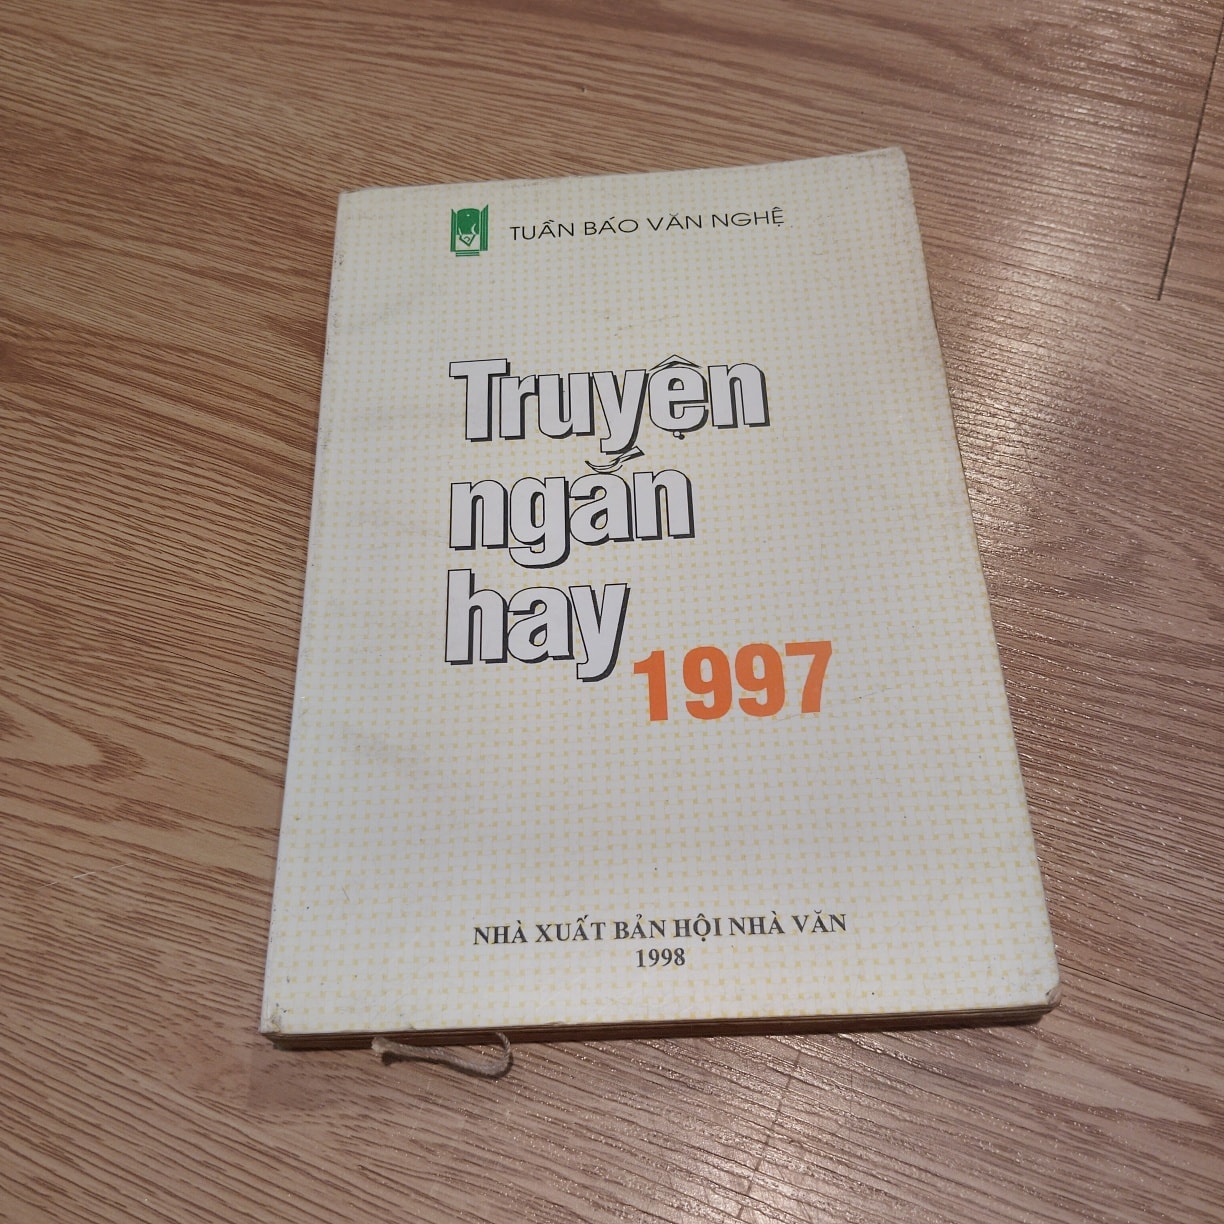 TUẦN BÁO VĂN NGHỆ
Truyện
ngắn
hay
1997
NHÀ XUẤT BẢN HỘI NHÀ VĂN
1998